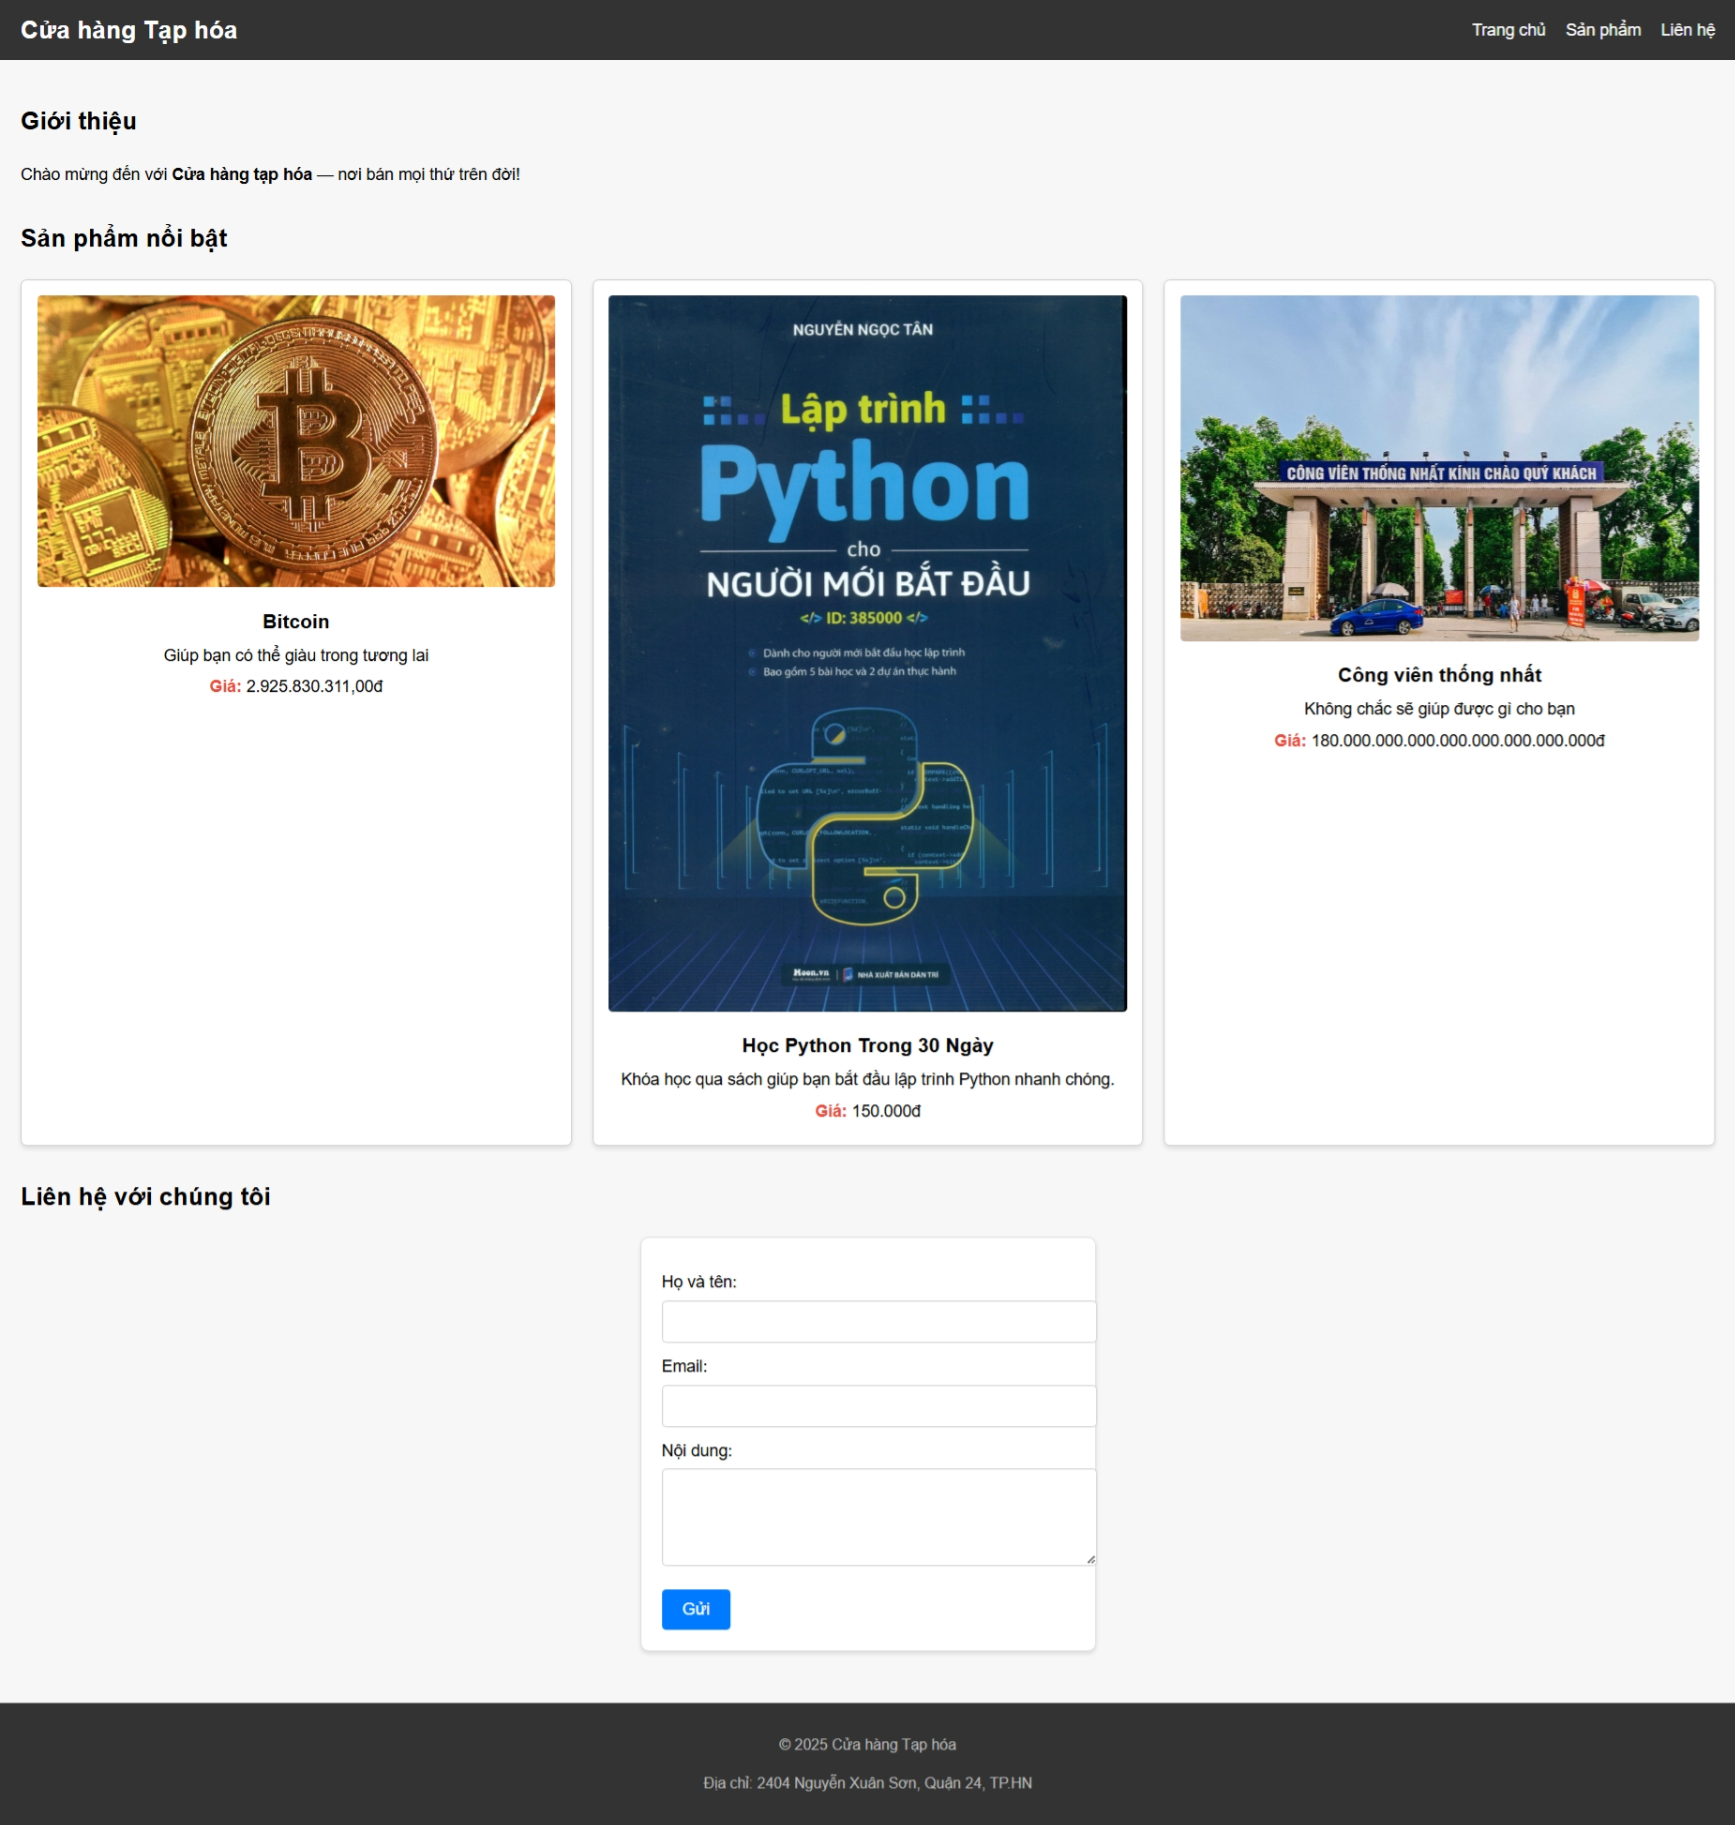 Cửa hàng Tạp hóa
Trang chủ Sản phẩm Liên hệ
Giới thiệu
Chào mừng đến với Cửa hàng tạp hóa — nơi bán mọi thứ trên đời!
Sản phẩm nổi bật
Bitcoin
Giúp bạn có thể giàu trong tương lai
Giá: 2.925.830.311,00đ
NGUYỄN NGỌC TÂN
Lập trình
Python
cho
NGƯỜI MỚI BẮT ĐẦU
</> ID: 385000 </>
Dành cho người mới bắt đầu học lập trình
Bao gồm 5 bài học và 2 dự án thực hành
Moon.vn
NHÀ XUẤT BẢN DÂN TRÍ
Học Python Trong 30 Ngày
Khóa học qua sách giúp bạn bắt đầu lập trình Python nhanh chóng.
Giá: 150.000đ
CÔNG VIÊN THỐNG NHẤT KÍNH CHÀO QUÝ KHÁCH
Công viên thống nhất
Không chắc sẽ giúp được gì cho bạn
Giá: 180.000.000.000.000.000.000.000.000đ
Liên hệ với chúng tôi
Họ và tên:
Email:
Nội dung:
Gửi
© 2025 Cửa hàng Tạp hóa
Địa chỉ: 2404 Nguyễn Xuân Sơn, Quận 24, TP.HN